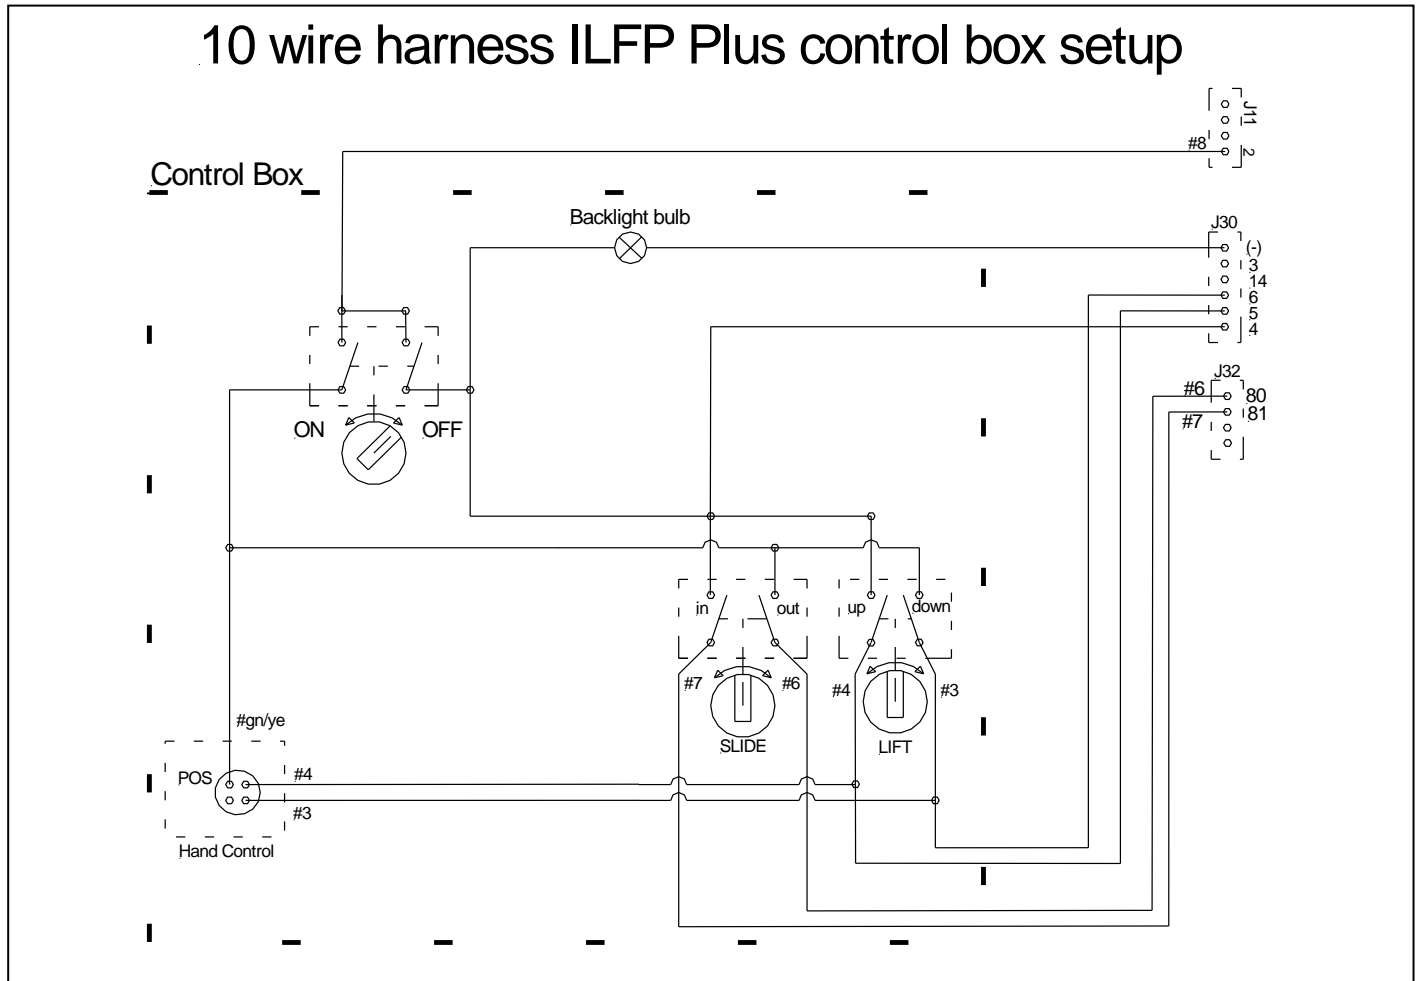 10 wire harness ILFP Plus control box setup
J11
#8
2
Control Box
Backlight bulb
J30
(-)
3
14
6
5
4
J32
#6
80
#7
81
ON
OFF
in
out
up
down
#7
#6
#4
#3
SLIDE
LIFT
#gn/ye
POS
#4
#3
Hand Control